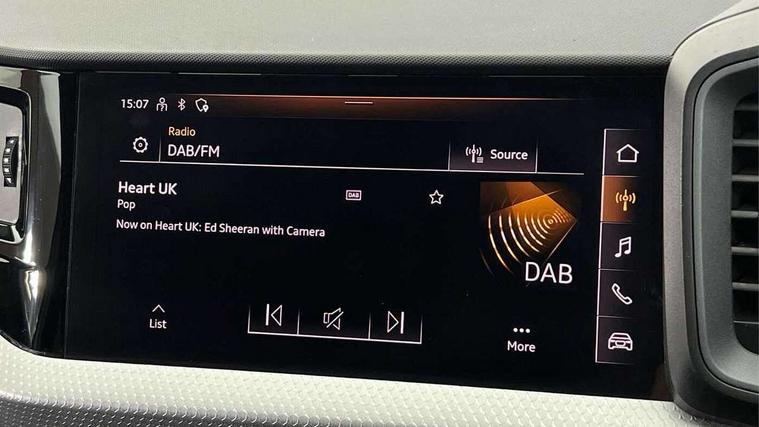 15:07
Radio
DAB/FM
Source
Heart UK
DAB
Pop
Now on Heart UK: Ed Sheeran with Camera
DAB
List
More